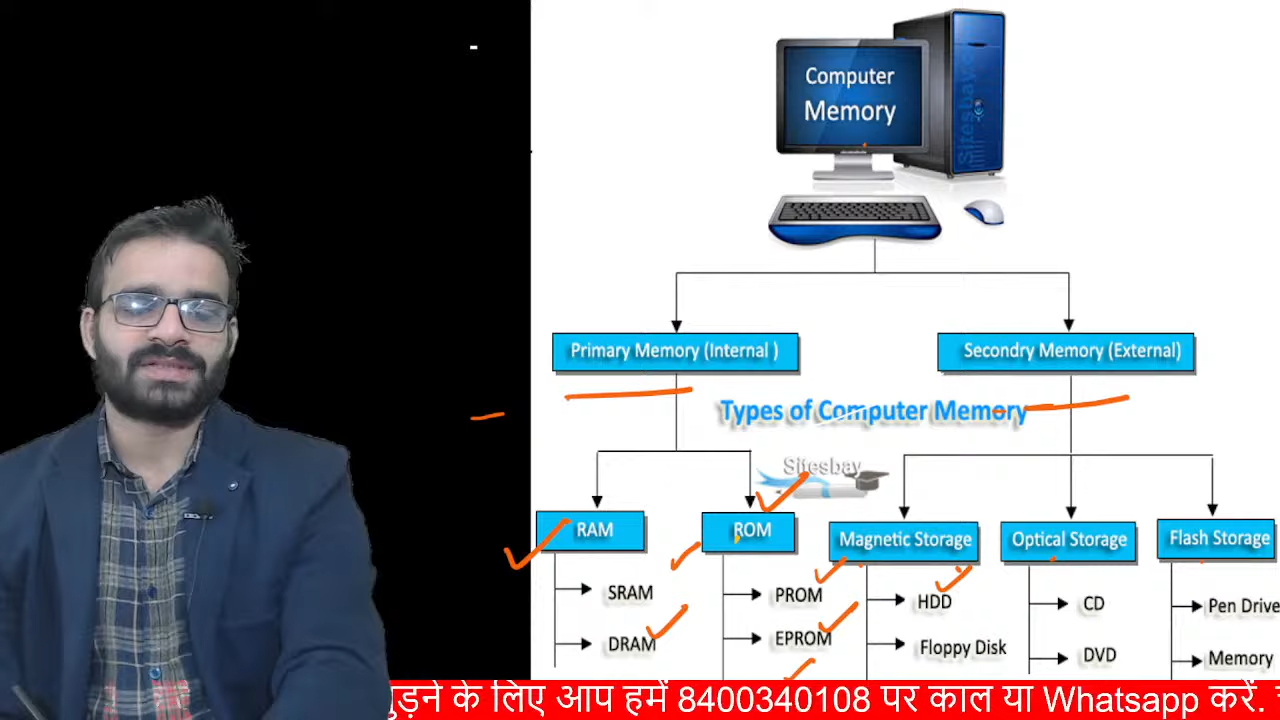 Computer
Memory
Sitesbay.c
Primary Memory (Internal )
Secondry Memory (External)
Types of Computer Memory
Sitesbay
RAM
ROM
Magnetic Storage
Optical Storage
Flash Storage
SRAM
PROM
HDD
CD
Pen Drive
DRAM
EPROM
Floppy Disk
DVD
Memory
के लिए आप हमें 8400340108 पर काल या Whatsapp करें.